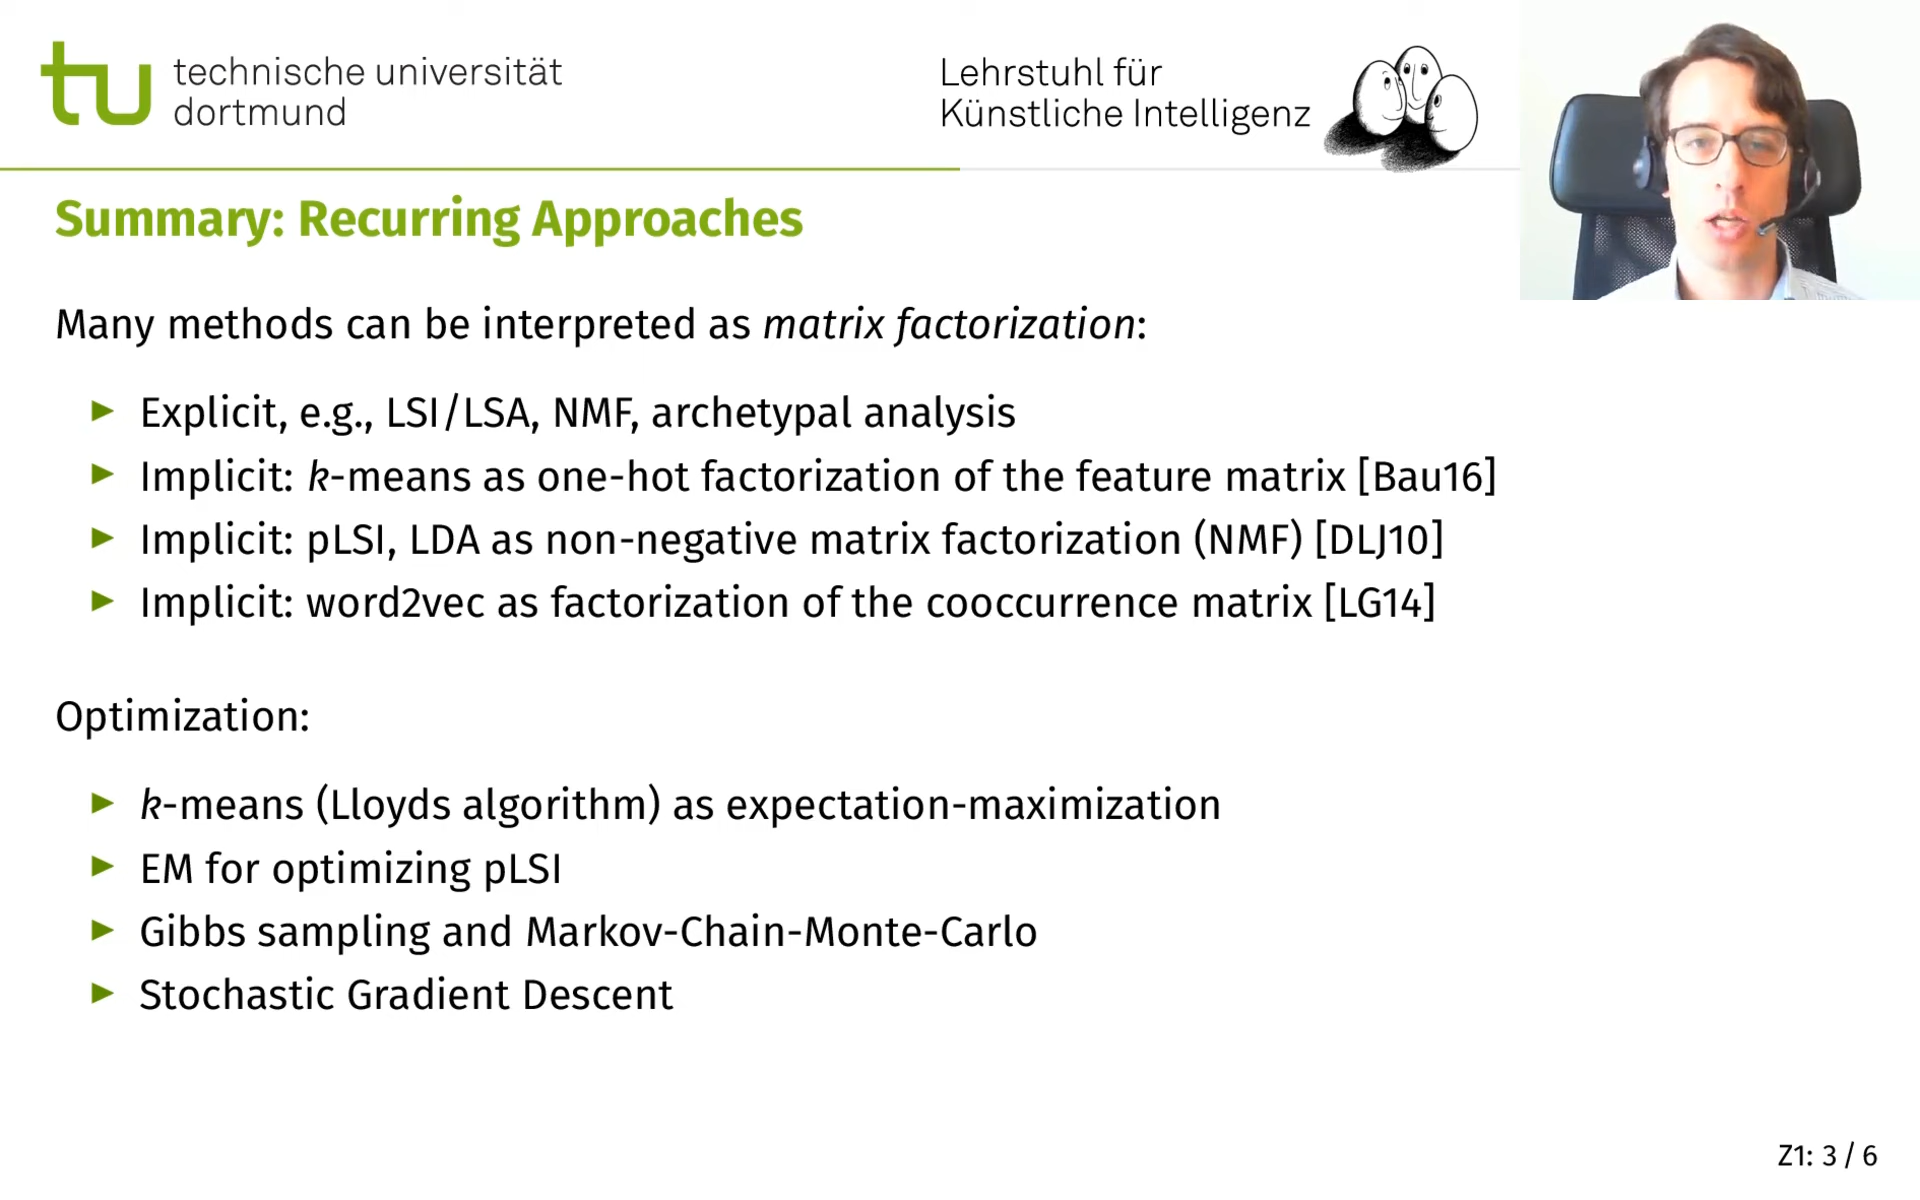 tu technische universität
dortmund
Lehrstuhl für
Künstliche Intelligenz
Summary: Recurring Approaches
Many methods can be interpreted as matrix factorization:
► Explicit, e.g., LSI/LSA, NMF, archetypal analysis
► Implicit: k-means as one-hot factorization of the feature matrix [Bau16]
► Implicit: pLSI, LDA as non-negative matrix factorization (NMF) [DLJ10]
► Implicit: word2vec as factorization of the cooccurrence matrix [LG14]
Optimization:
► k-means (Lloyds algorithm) as expectation-maximization
► EM for optimizing pLSI
► Gibbs sampling and Markov-Chain-Monte-Carlo
► Stochastic Gradient Descent
Z1: 3 / 6